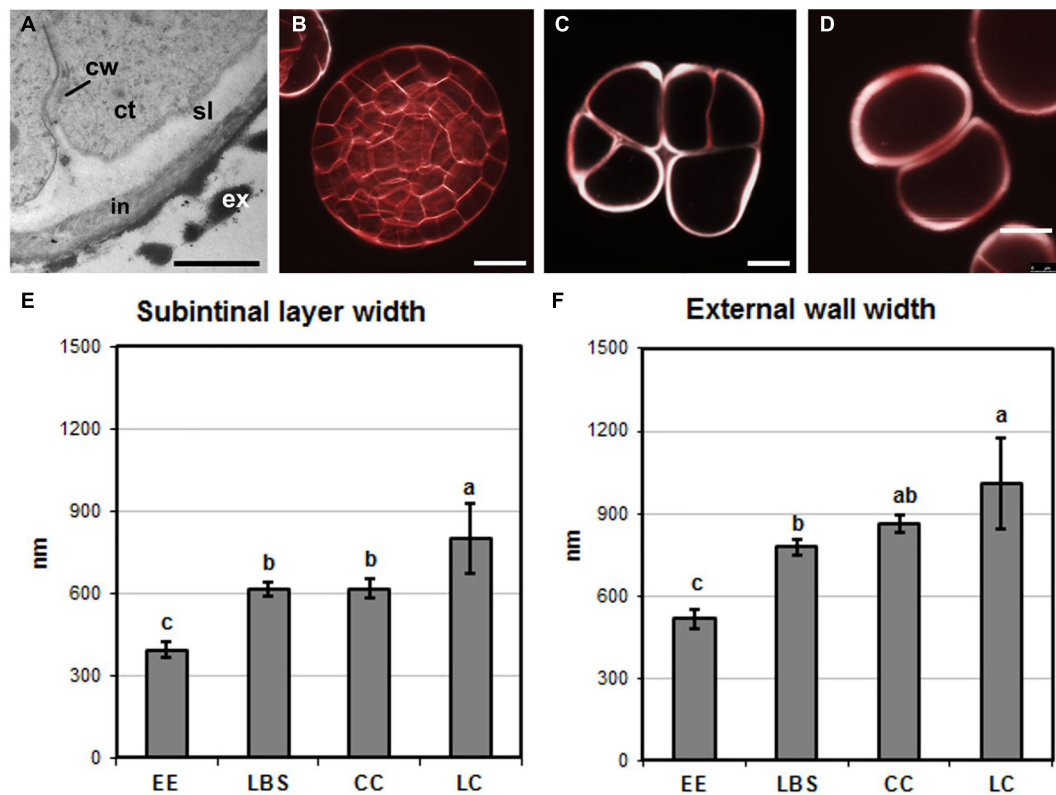 A
cw
ct
sl
in
ex
B
C
D
E
Subintinal layer width
1500
1200
900
600
300
0
nm
c
b
b
a
EE
LBS
CC
LC
F
External wall width
1500
1200
900
600
300
0
nm
c
b
ab
a
EE
LBS
CC
LC